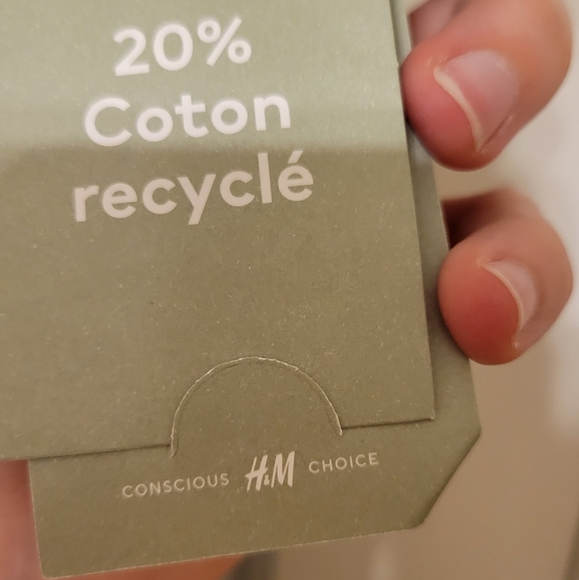 20%
Coton
recyclé
CONSCIOUS H&M CHOICE